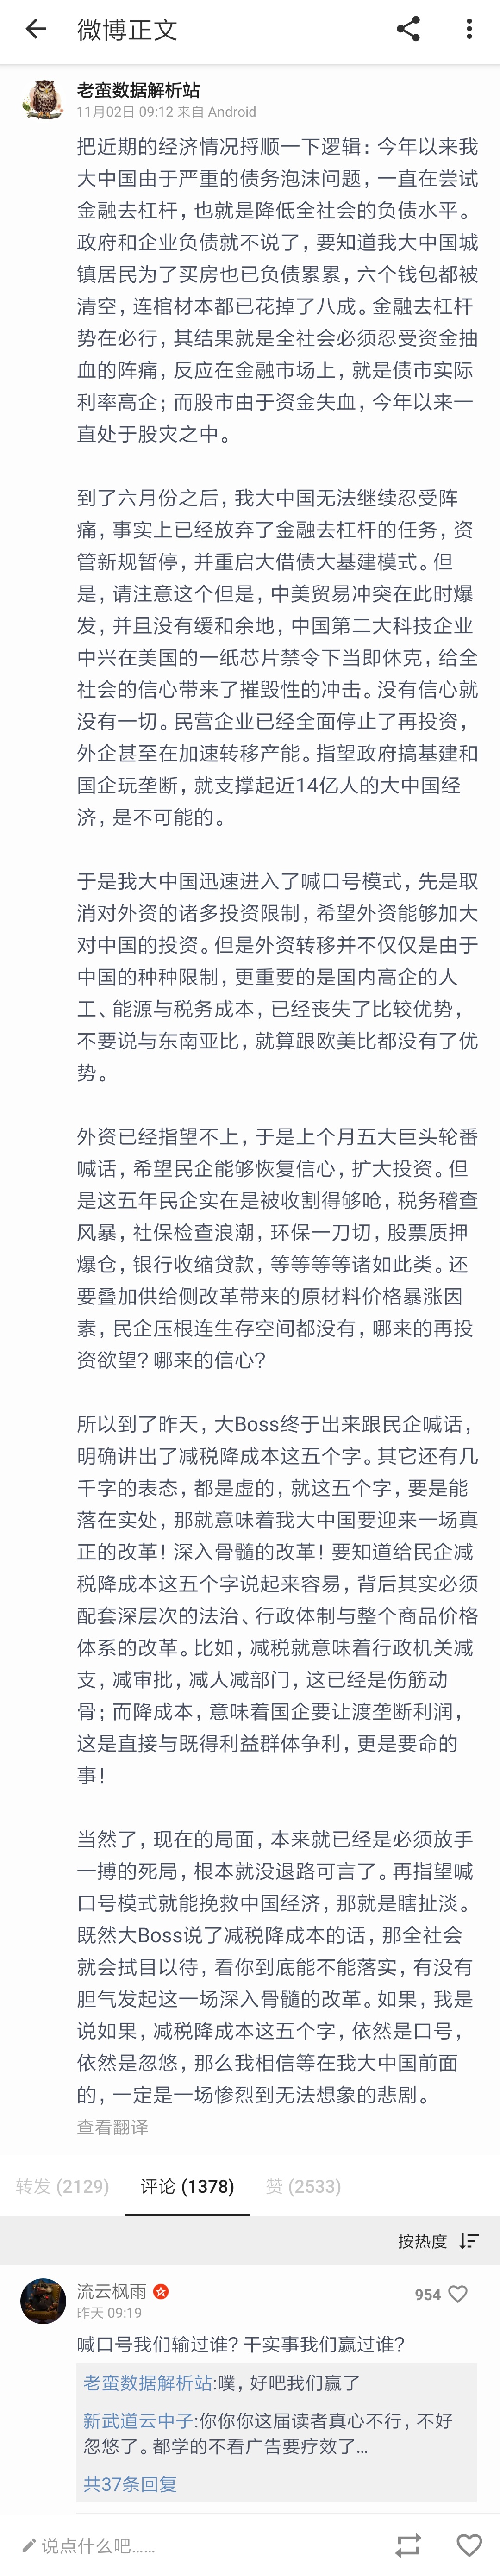 微博正文
老蛮数据解析站
11月02日 09:12 来自 Android
把近期的经济情况捋顺一下逻辑：今年以来我
大中国由于严重的债务泡沫问题，一直在尝试
金融去杠杆，也就是降低全社会的负债水平。
政府和企业负债就不说了，要知道我大中国城
镇居民为了买房也已负债累累，六个钱包都被
清空，连棺材本都已花掉了八成。金融去杠杆
势在必行，其结果就是全社会必须忍受资金抽
血的阵痛，反应在金融市场上，就是债市实际
利率高企；而股市由于资金失血，今年以来一
直处于股灾之中。
到了六月份之后，我大中国无法继续忍受阵
痛，事实上已经放弃了金融去杠杆的任务，资
管新规暂停，并重启大借债大基建模式。但
是，请注意这个但是，中美贸易冲突在此时爆
发，并且没有缓和余地，中国第二大科技企业
中兴在美国的一纸芯片禁令下当即休克，给全
社会的信心带来了摧毁性的冲击。没有信心就
没有一切。民营企业已经全面停止了再投资，
外企甚至在加速转移产能。指望政府搞基建和
国企玩垄断，就支撑起近14亿人的大中国经
济，是不可能的。
于是我大中国迅速进入了喊口号模式，先是取
消对外资的诸多投资限制，希望外资能够加大
对中国的投资。但是外资转移并不仅仅是由于
中国的种种限制，更重要的是国内高企的人
工、能源与税务成本，已经丧失了比较优势，
不要说与东南亚比，就算跟欧美比都没有了优
势。
外资已经指望不上，于是上个月五大巨头轮番
喊话，希望民企能够恢复信心，扩大投资。但
是这五年民企实在是被收割得够呛，税务稽查
风暴，社保检查浪潮，环保一刀切，股票质押
爆仓，银行收缩贷款，等等等等诸如此类。还
要叠加供给侧改革带来的原材料价格暴涨因
素，民企压根连生存空间都没有，哪来的再投
资欲望？哪来的信心？
所以到了昨天，大Boss终于出来跟民企喊话，
明确讲出了减税降成本这五个字。其它还有几
千字的表态，都是虚的，就这五个字，要是能
落在实处，那就意味着我大中国要迎来一场真
正的改革！深入骨髓的改革！要知道给民企减
税降成本这五个字说起来容易，背后其实必须
配套深层次的法治、行政体制与整个商品价格
体系的改革。比如，减税就意味着行政机关减
支，减审批，减人减部门，这已经是伤筋动
骨；而降成本，意味着国企要让渡垄断利润，
这是直接与既得利益群体争利，更是要命的
事！
当然了，现在的局面，本来就已经是必须放手
一搏的死局，根本就没退路可言了。再指望喊
口号模式就能挽救中国经济，那就是瞎扯淡。
既然大Boss说了减税降成本的话，那全社会
就会拭目以待，看你到底能不能落实，有没有
胆气发起这一场深入骨髓的改革。如果，我是
说如果，减税降成本这五个字，依然是口号，
依然是忽悠，那么我相信等在我大中国前面
的，一定是一场惨烈到无法想象的悲剧。
查看翻译
转发 (2129) 评论 (1378) 赞 (2533)
按热度
流云枫雨
954
昨天 09:19
喊口号我们输过谁？干实事我们赢过谁？
老蛮数据解析站:噗，好吧我们赢了
新武道云中子:你你你这届读者真心不行，不好
忽悠了。都学的不看广告要疗效了...
共37条回复
说点什么吧......